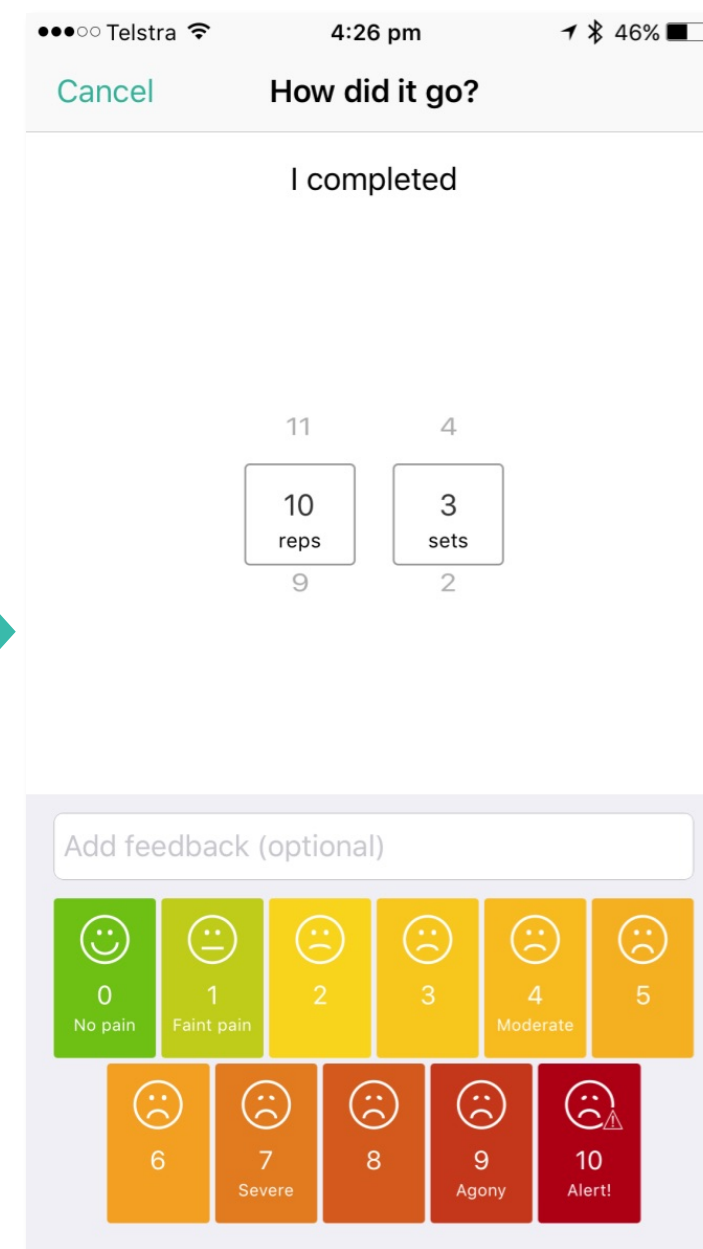 Telstra 4:26 pm 46%
Cancel How did it go?
I completed
11 4
10 3
reps sets
9 2
Add feedback (optional)
0 1 2 3 4 5
No pain Faint pain Moderate
6 7 8 9 10
Severe Agony Alert!